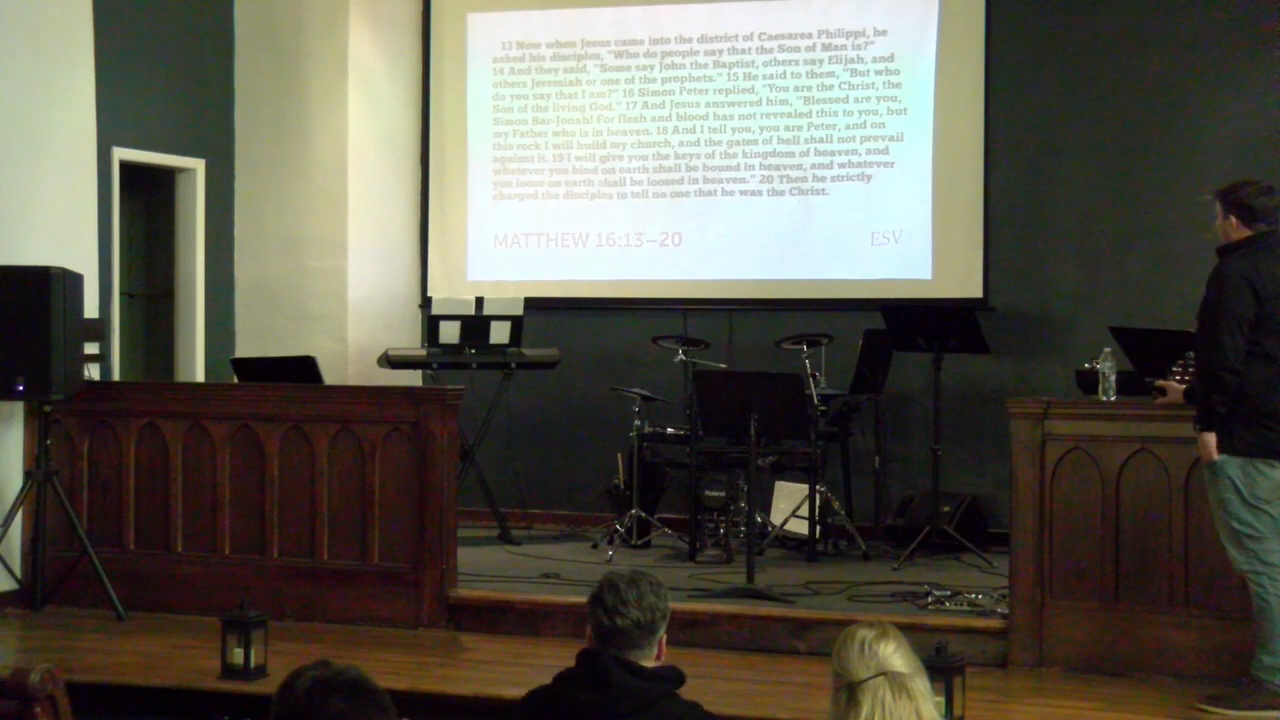 13 Now when Jesus came into the district of Caesarea Philippi, he
asked his disciples, "Who do people say that the Son of Man is?"
14 And they said, "Some say John the Baptist, others say Elijah, and
others Jeremiah or one of the prophets." 15 He said to them, "But who
do you say that I am?" 16 Simon Peter replied, "You are the Christ, the
Son of the living God." 17 And Jesus answered him, "Blessed are you,
Simon Bar-Jonah! For flesh and blood has not revealed this to you, but
my Father who is in heaven. 18 And I tell you, you are Peter, and on
this rock I will build my church, and the gates of hell shall not prevail
against it. 19 I will give you the keys of the kingdom of heaven, and
whatever you bind on earth shall be bound in heaven, and whatever
you loose on earth shall be loosed in heaven." 20 Then he strictly
charged the disciples to tell no one that he was the Christ.
MATTHEW 16:13–20
ESV
Roland